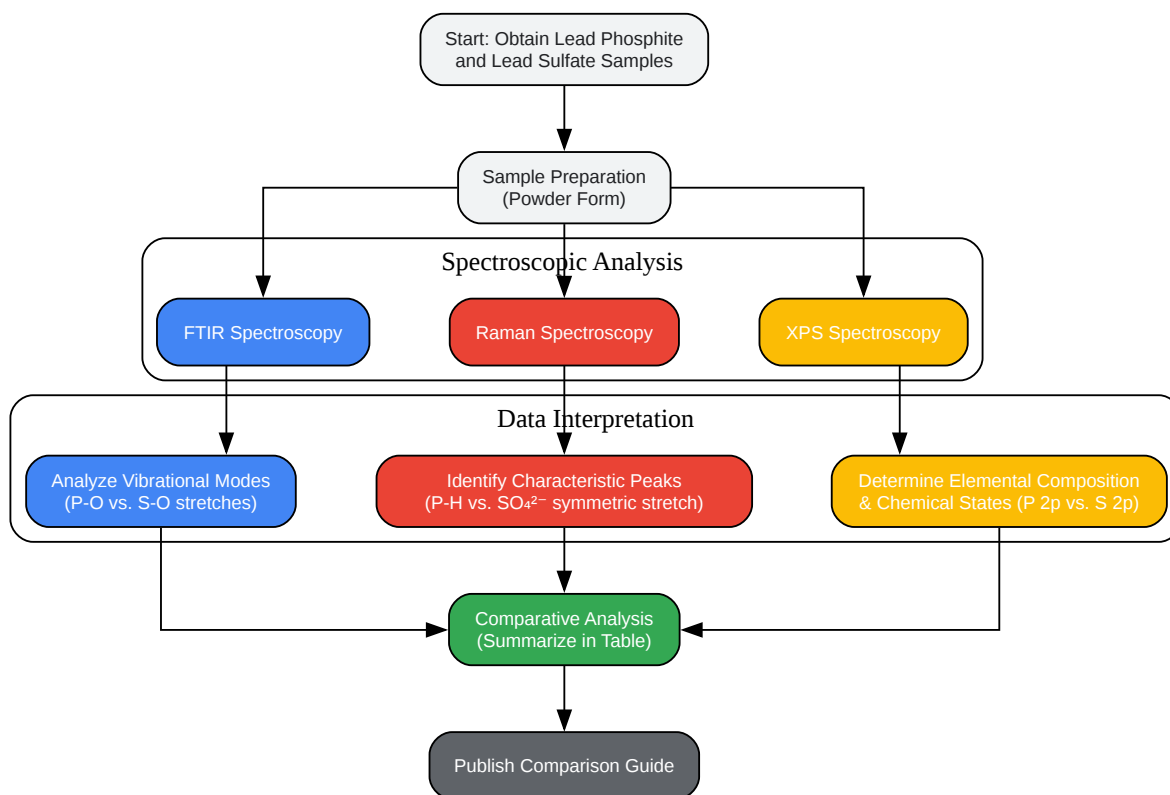 Start: Obtain Lead Phosphite
and Lead Sulfate Samples
Sample Preparation
(Powder Form)
Spectroscopic Analysis
FTIR Spectroscopy
Raman Spectroscopy
XPS Spectroscopy
Data Interpretation
Analyze Vibrational Modes
(P-O vs. S-O stretches)
Identify Characteristic Peaks
(P-H vs. SO₄²⁻ symmetric stretch)
Determine Elemental Composition
& Chemical States (P 2p vs. S 2p)
Comparative Analysis
(Summarize in Table)
Publish Comparison Guide